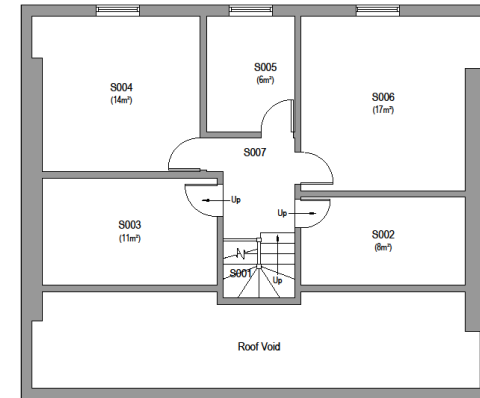 S004
(14m²)
S005
(6m²)
S006
(17m²)
S007
S003
(11m²)
Up
Up
S002
(8m²)
N
S001
Up
Roof Void